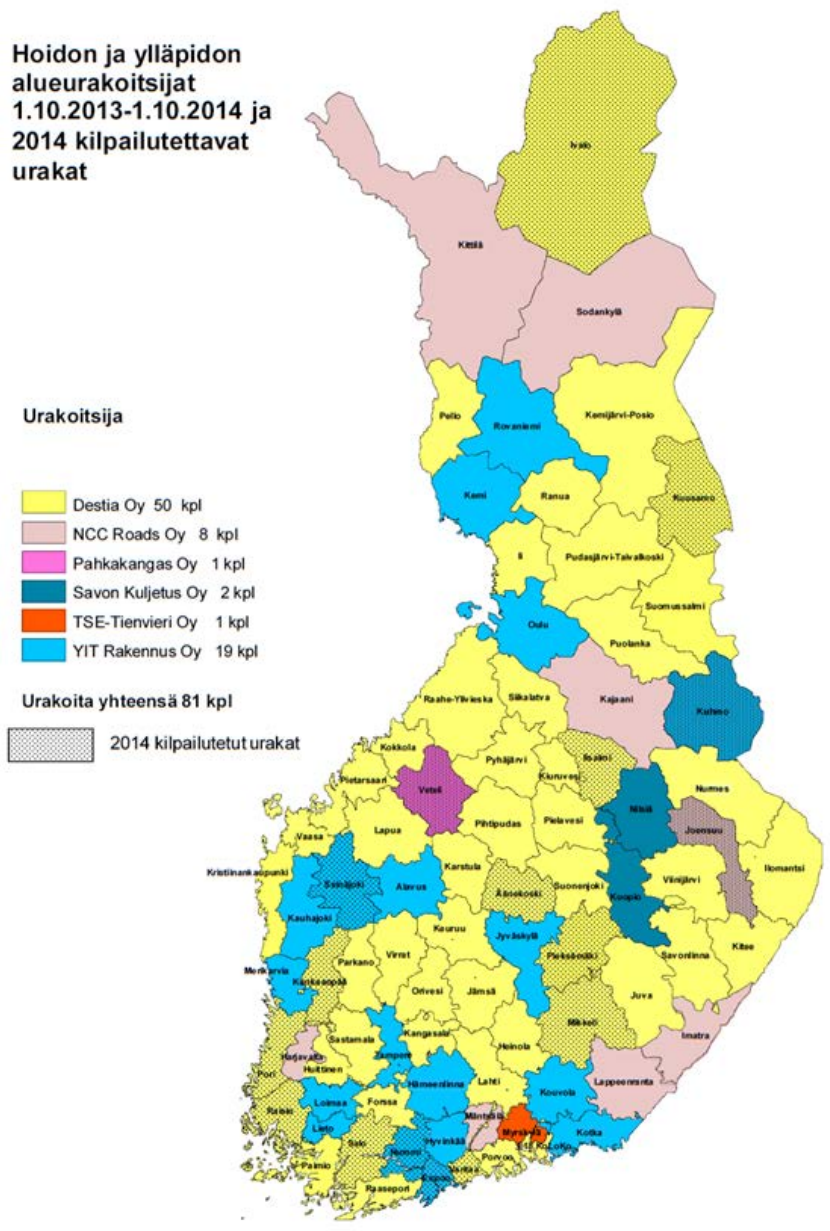 Hoidon ja ylläpidon
alueurakoitsijat
1.10.2013-1.10.2014 ja
2014 kilpailutettavat
urakat
Ivalo
Kittilä
Sodankylä
Urakoitsija
Pello
Rovaniemi
Kemijärvi-Posio
Kemi
Ranua
Kuusamo
Destia Oy 50 kpl
NCC Roads Oy 8 kpl
Pahkakangas Oy 1 kpl
Savon Kuljetus Oy 2 kpl
TSE-Tienvieri Oy 1 kpl
YIT Rakennus Oy 19 kpl
Ii
Pudasjärvi-Taivalkoski
Suomussalmi
Oulu
Puolanka
Urakoita yhteensä 81 kpl
2014 kilpailutetut urakat
Raahe-Ylivieska
Siikalatva
Kajaani
Kuhmo
Kokkola
Pyhäjärvi
Iisalmi
Pietarsaari
Kiuruvesi
Veteli
Nilsiä
Nurmes
Vaasa
Lapua
Pihtipudas
Pielavesi
Joensuu
Kristiinankaupunki
Seinäjoki
Alavus
Karstula
Äänekoski
Suonenjoki
Kuopio
Viinijärvi
Ilomantsi
Kauhajoki
Keuruu
Jyväskylä
Merikarvia
Kankaanpää
Parkano
Virrat
Pieksämäki
Savonlinna
Kitee
Orivesi
Jämsä
Juva
Mikkeli
Imatra
Harjavalta
Sastamala
Tampere
Kangasala
Heinola
Pori
Huittinen
Lappeenranta
Raisio
Loimaa
Forssa
Hämeenlinna
Lahti
Kouvola
Lieto
Mäntsälä
Myrskylä
Kotka
Salo
Hyvinkää
E18 KoLoKo
Paimio
Nummi
Vantaa
Porvoo
Espoo
Raasepori